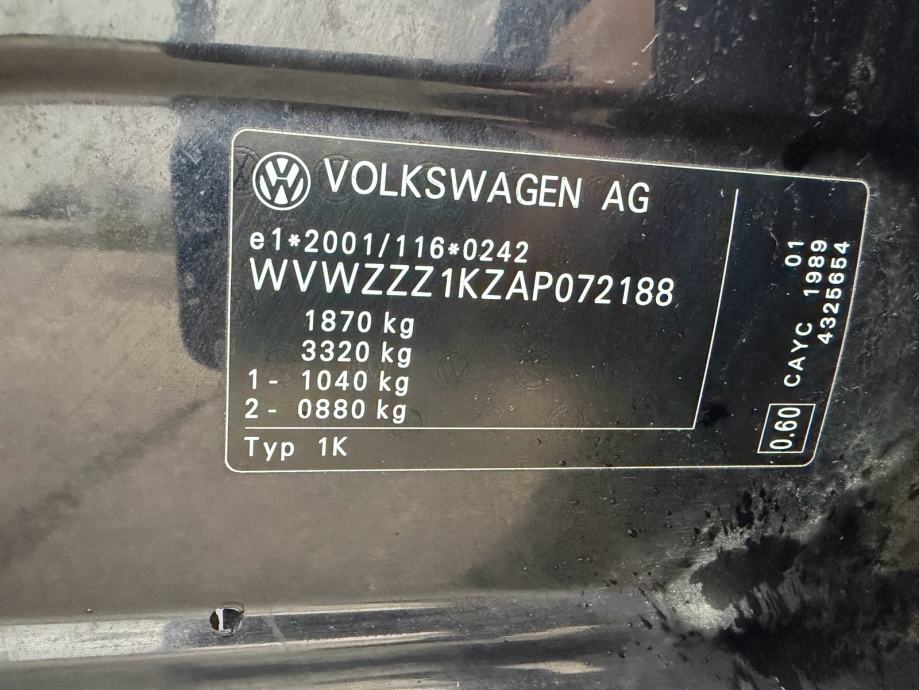 VOLKSWAGEN AG
e1*2001/116*0242
WVWZZZ1KZAP072188
1870 kg
3320 kg
1- 1040 kg
2- 0880 kg
Typ 1K
01
CAYC 1989
4325654
0.60